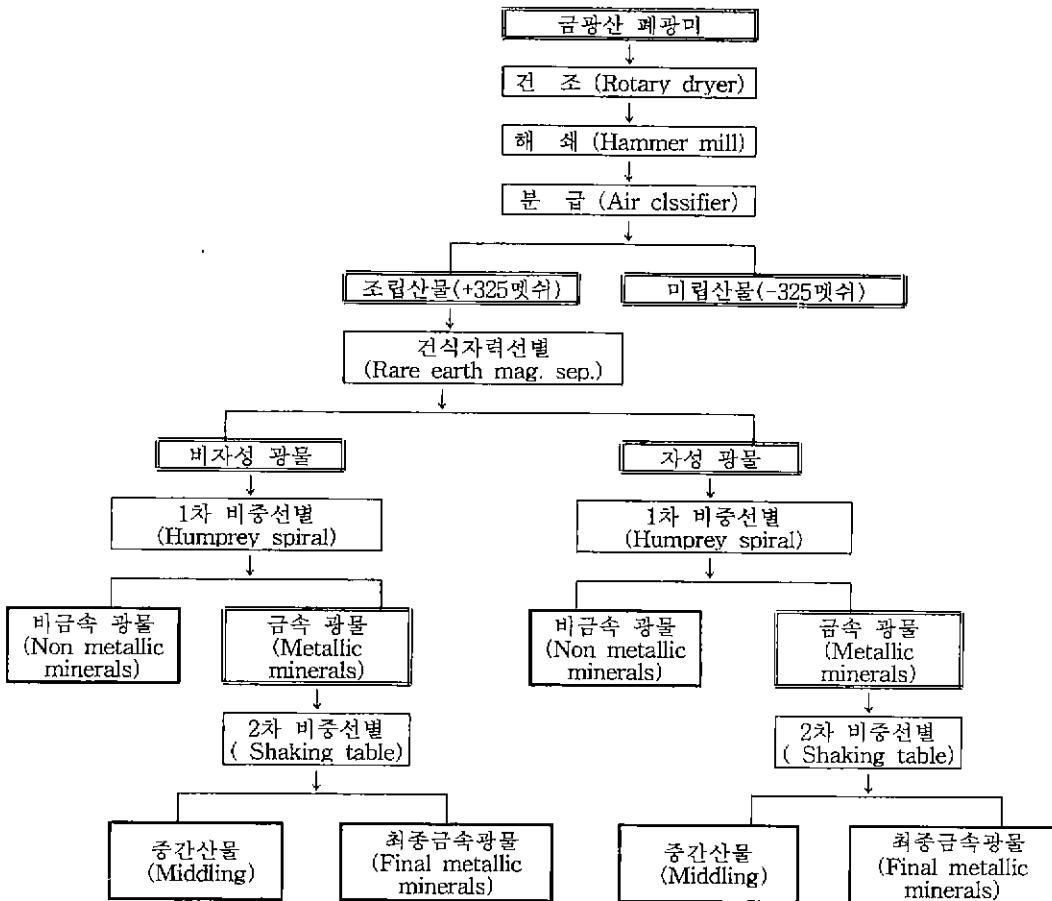 금광산 폐광미
건 조 (Rotary dryer)
해 쇄 (Hammer mill)
분 급 (Air clssifier)
조립산물(+325멧쉬)
미립산물(-325멧쉬)
건식자력선별
(Rare earth mag. sep.)
비자성 광물
자성 광물
1차 비중선별
(Humprey spiral)
1차 비중선별
(Humprey spiral)
비금속 광물
(Non metallic
minerals)
금속 광물
(Metallic
minerals)
비금속 광물
(Non metallic
minerals)
금속 광물
(Metallic
minerals)
2차 비중선별
( Shaking table)
2차 비중선별
( Shaking table)
중간산물
(Middling)
최종금속광물
(Final metallic
minerals)
중간산물
(Middling)
최종금속광물
(Final metallic
minerals)